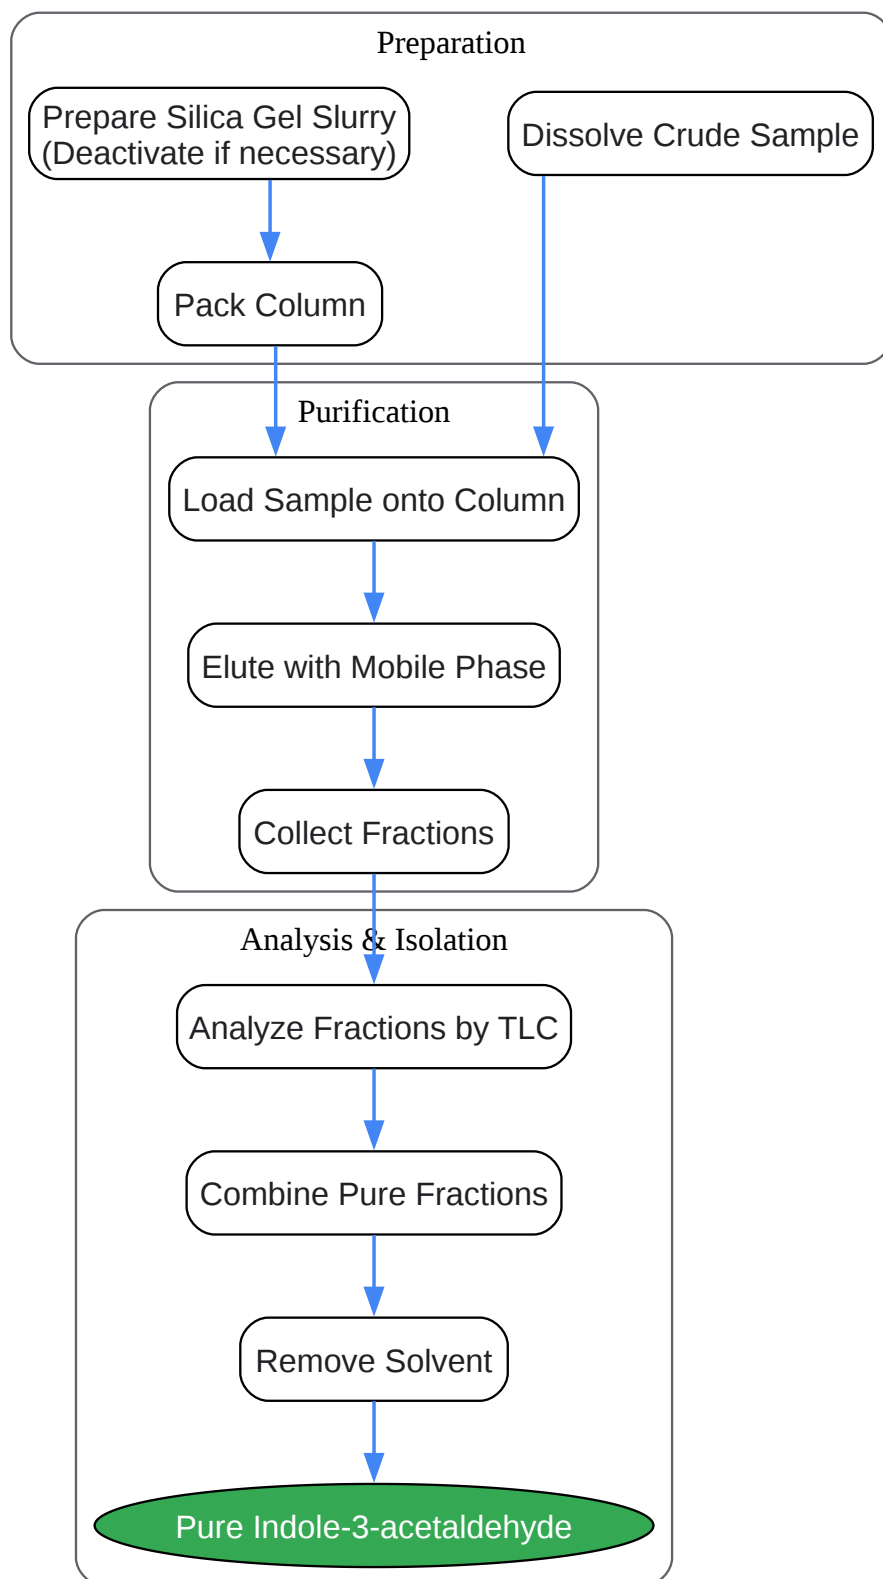 Preparation
Prepare Silica Gel Slurry
(Deactivate if necessary)
Dissolve Crude Sample
Pack Column
Purification
Load Sample onto Column
Elute with Mobile Phase
Collect Fractions
Analysis & Isolation
Analyze Fractions by TLC
Combine Pure Fractions
Remove Solvent
Pure Indole-3-acetaldehyde